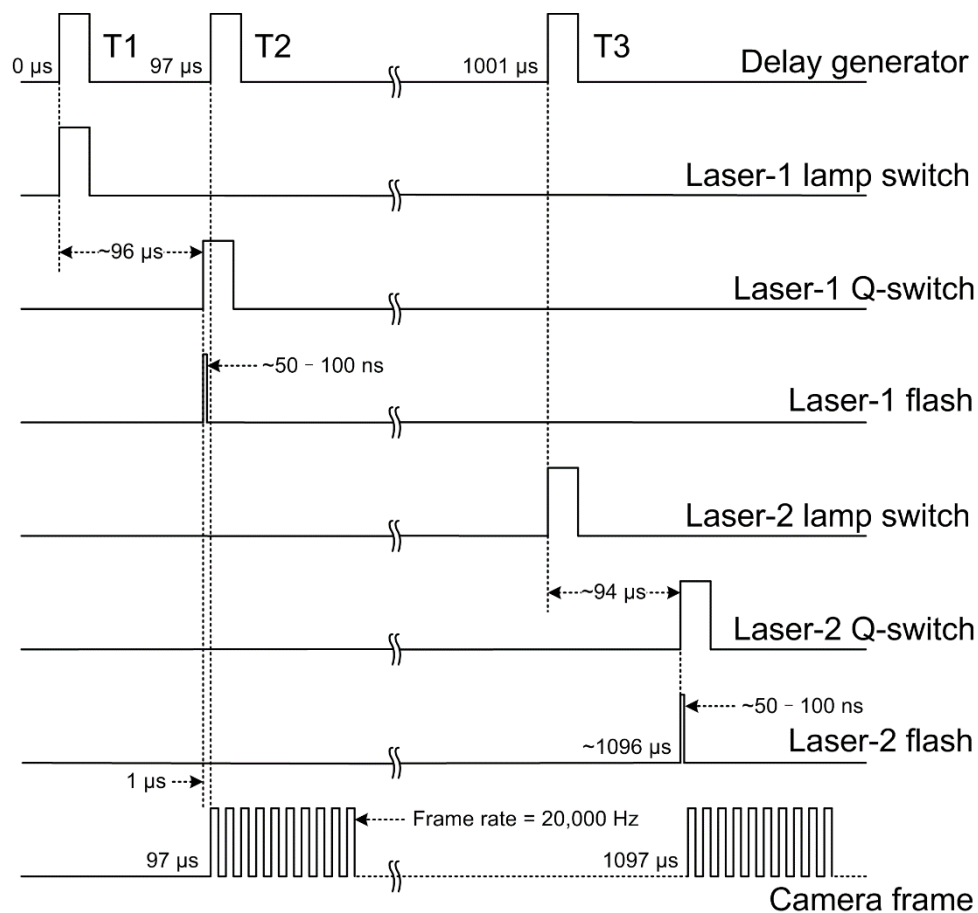 0 µs
T1
97 µs
T2
1001 µs
T3
Delay generator
Laser-1 lamp switch
~96 µs
Laser-1 Q-switch
~50 – 100 ns
Laser-1 flash
Laser-2 lamp switch
~94 µs
Laser-2 Q-switch
~50 – 100 ns
~1096 µs
Laser-2 flash
1 µs
Frame rate = 20,000 Hz
97 µs
1097 µs
Camera frame